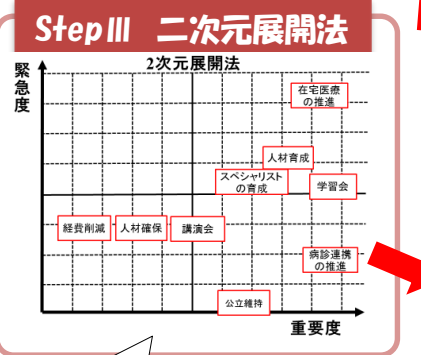 StepⅢ 二次元展開法
2次元展開法
緊急度
在宅医療
の推進
人材育成
スペシャリスト
の育成
学習会
経費削減
人材確保
講演会
病診連携
の推進
公立維持
重要度